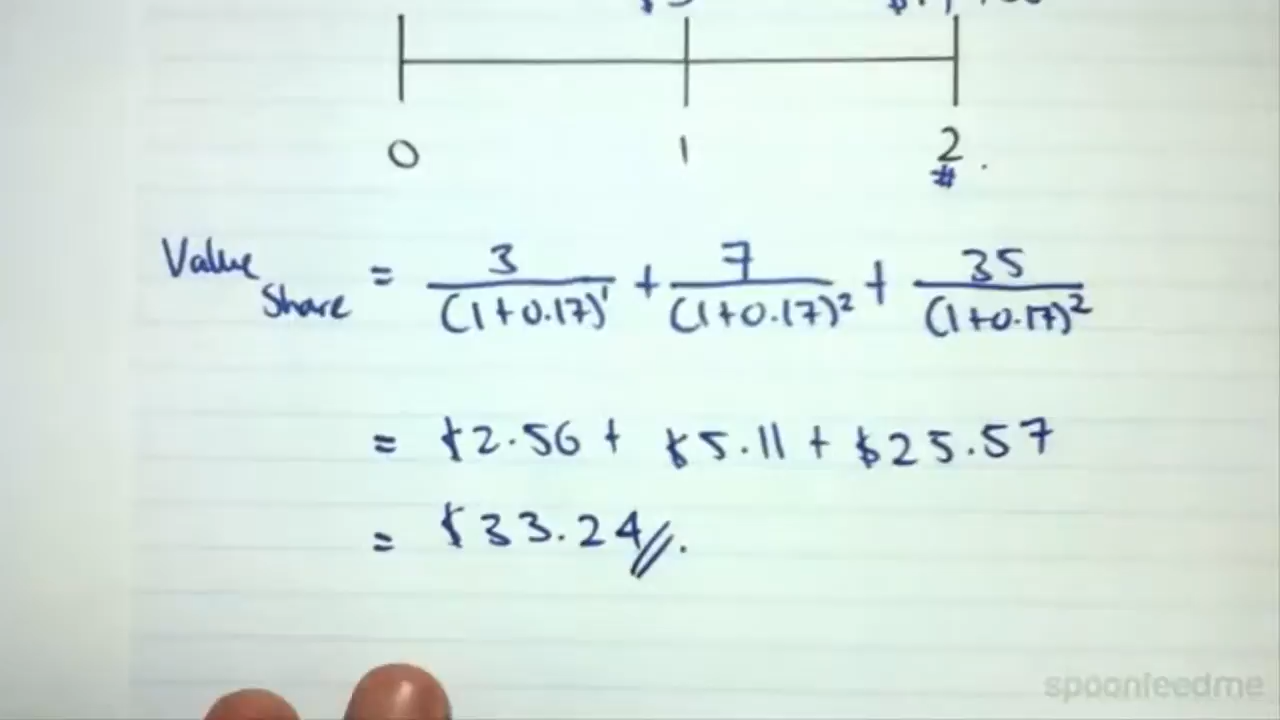 0 1 2
#
Value Share = 3/(1+0.17)¹ + 7/(1+0.17)² + 35/(1+0.17)²
= $2.56 + $5.11 + $25.57
= $33.24
spoonfeedme